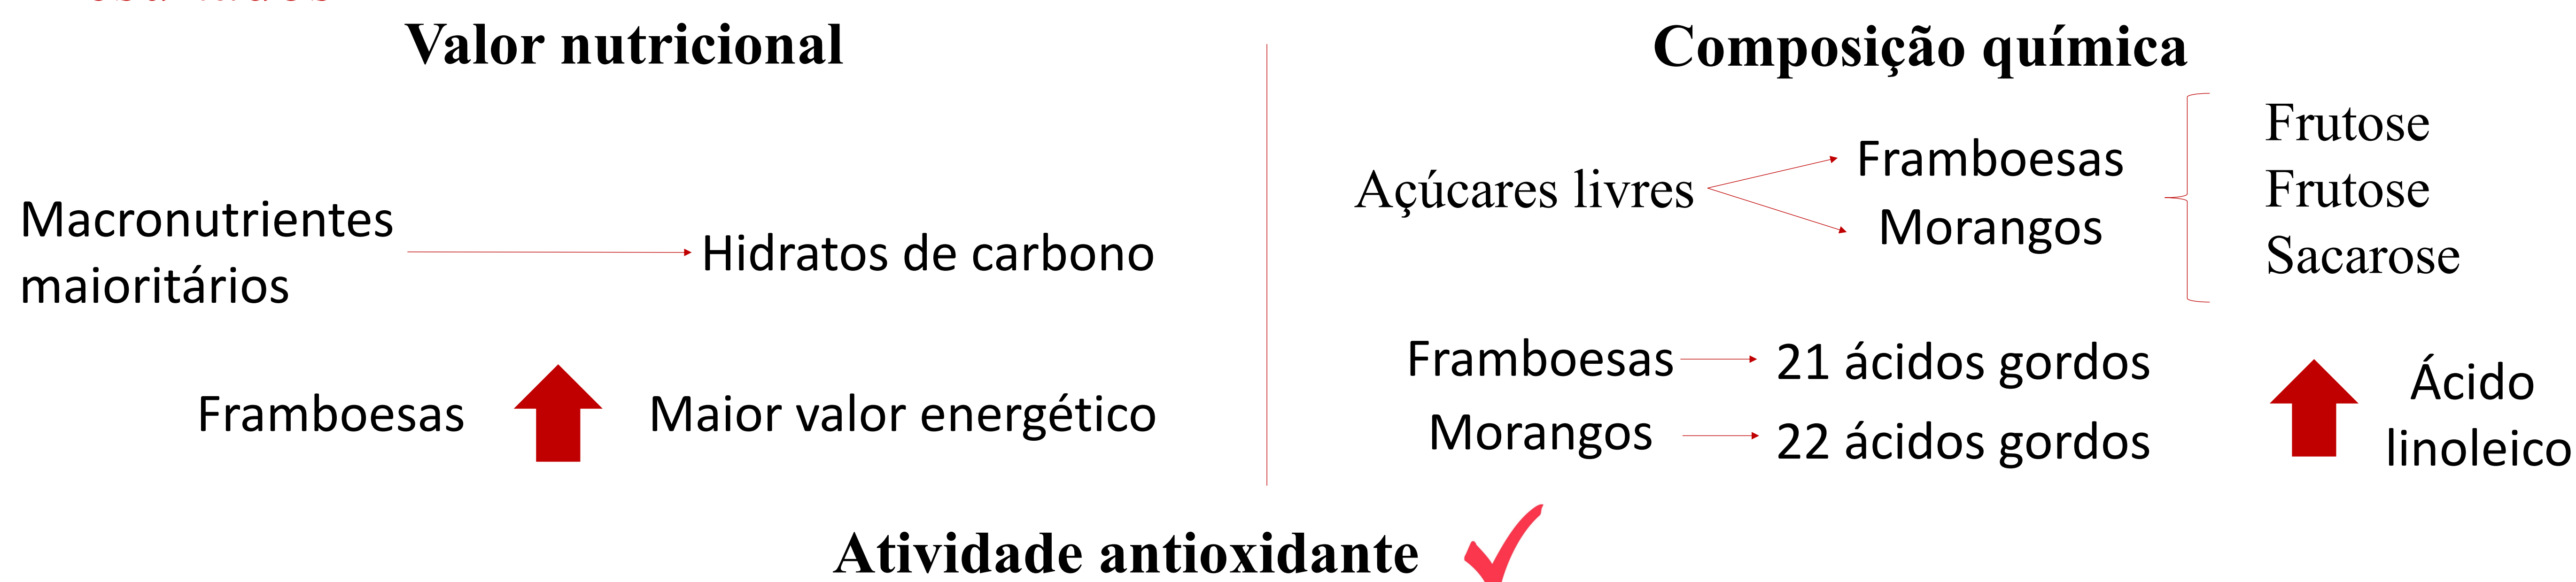 Valor nutricional
Macronutrientes
maioritários
Hidratos de carbono
Framboesas
Maior valor energético
Composição química
Açúcares livres
Framboesas
Morangos
Frutose
Frutose
Sacarose
Framboesas
21 ácidos gordos
Morangos
22 ácidos gordos
Ácido
linoleico
Atividade antioxidante